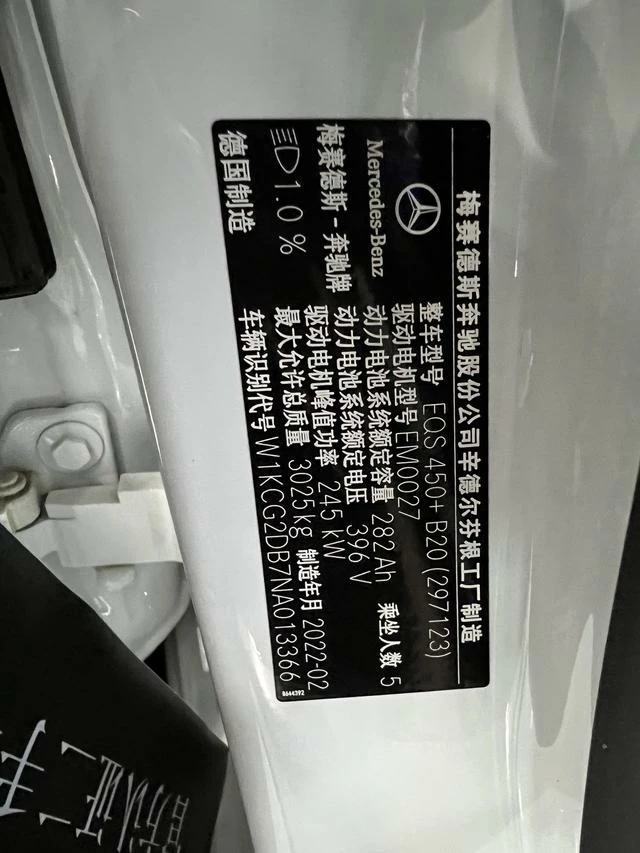 梅赛德斯奔驰股份公司辛德尔芬根工厂制造
Mercedes-Benz
梅赛德斯-奔驰牌
1.0 %
德国制造
整车型号 EQS 450+ B20 (297123)
驱动电机型号 EM0027
动力电池系统额定容量 282Ah 乘坐人数 5
动力电池系统额定电压 396 V
驱动电机峰值功率 245 kW
最大允许总质量 3025kg 制造年月 2022-02
车辆识别代号 W1KCG2DB7NA013366
B644392